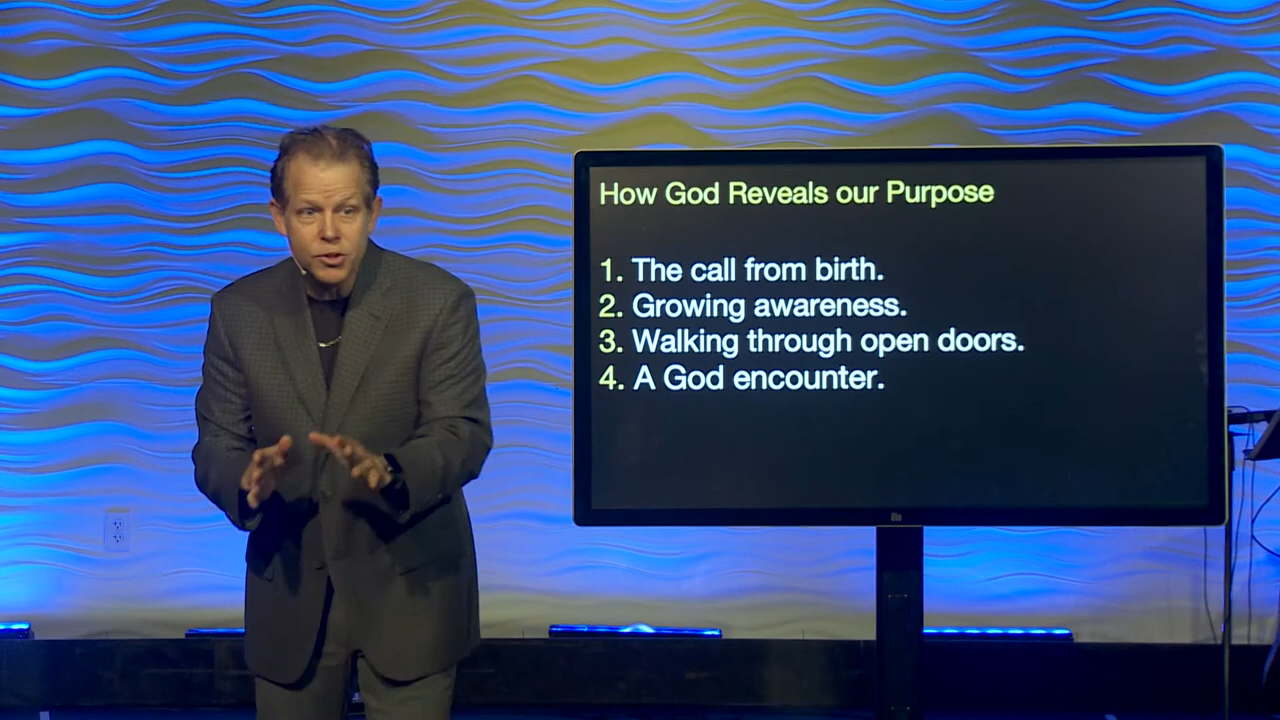 How God Reveals our Purpose
1. The call from birth.
2. Growing awareness.
3. Walking through open doors.
4. A God encounter.
elo